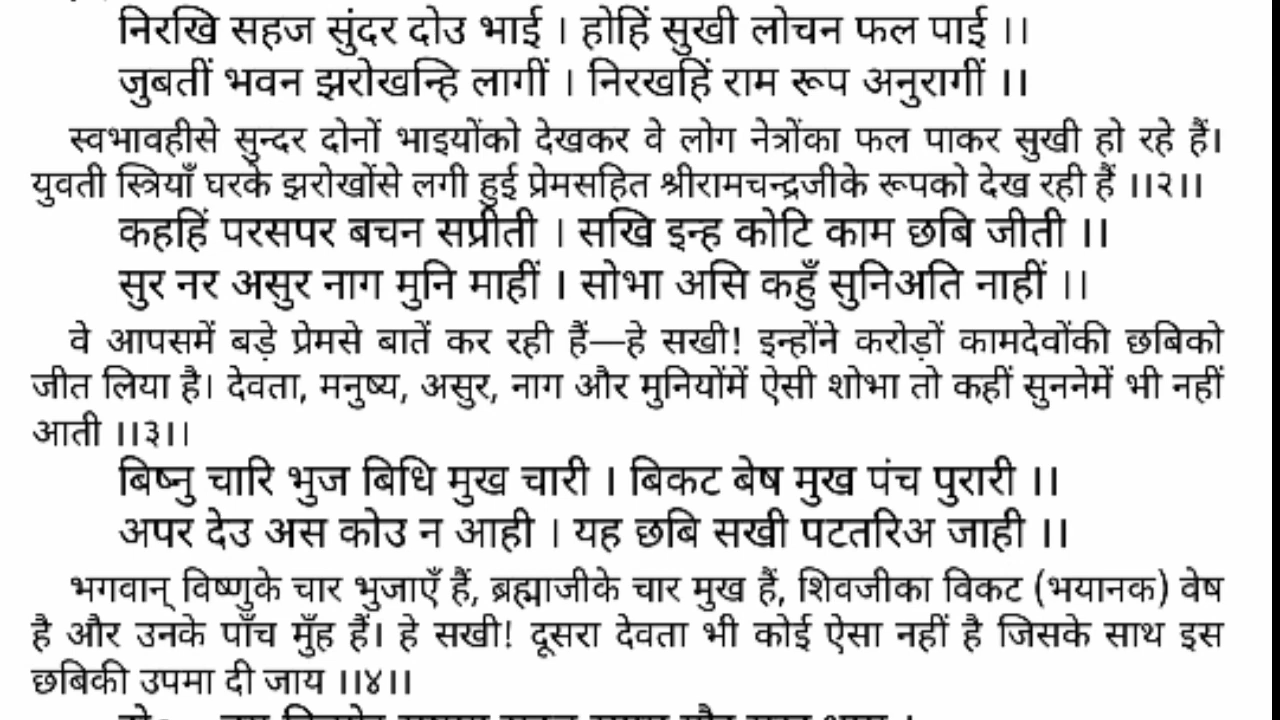 निरखि सहज सुंदर दोउ भाई । होहिं सुखी लोचन फल पाई ।।
जुबतीं भवन झरोखन्हि लागीं । निरखहिं राम रूप अनुरागीं ।।
स्वभावहीसे सुन्दर दोनों भाइयोंको देखकर वे लोग नेत्रोंका फल पाकर सुखी हो रहे हैं।
युवती स्त्रियाँ घरके झरोखोंसे लगी हुई प्रेमसहित श्रीरामचन्द्रजीके रूपको देख रही हैं ।।२।।
कहहिं परसपर बचन सप्रीती । सखि इन्ह कोटि काम छबि जीती ।।
सुर नर असुर नाग मुनि माहीं । सोभा असि कहुँ सुनिअति नाहीं ।।
वे आपसमें बड़े प्रेमसे बातें कर रही हैं—हे सखी! इन्होंने करोड़ों कामदेवोंकी छबिको
जीत लिया है। देवता, मनुष्य, असुर, नाग और मुनियोंमें ऐसी शोभा तो कहीं सुननेमें भी नहीं
आती ।।३।।
बिष्नु चारि भुज बिधि मुख चारी । बिकट बेष मुख पंच पुरारी ।।
अपर देउ अस कोउ न आही । यह छबि सखी पटतरिअ जाही ।।
भगवान् विष्णुके चार भुजाएँ हैं, ब्रह्माजीके चार मुख हैं, शिवजीका विकट (भयानक) वेष
है और उनके पाँच मुँह हैं। हे सखी! दूसरा देवता भी कोई ऐसा नहीं है जिसके साथ इस
छबिकी उपमा दी जाय ।।४।।